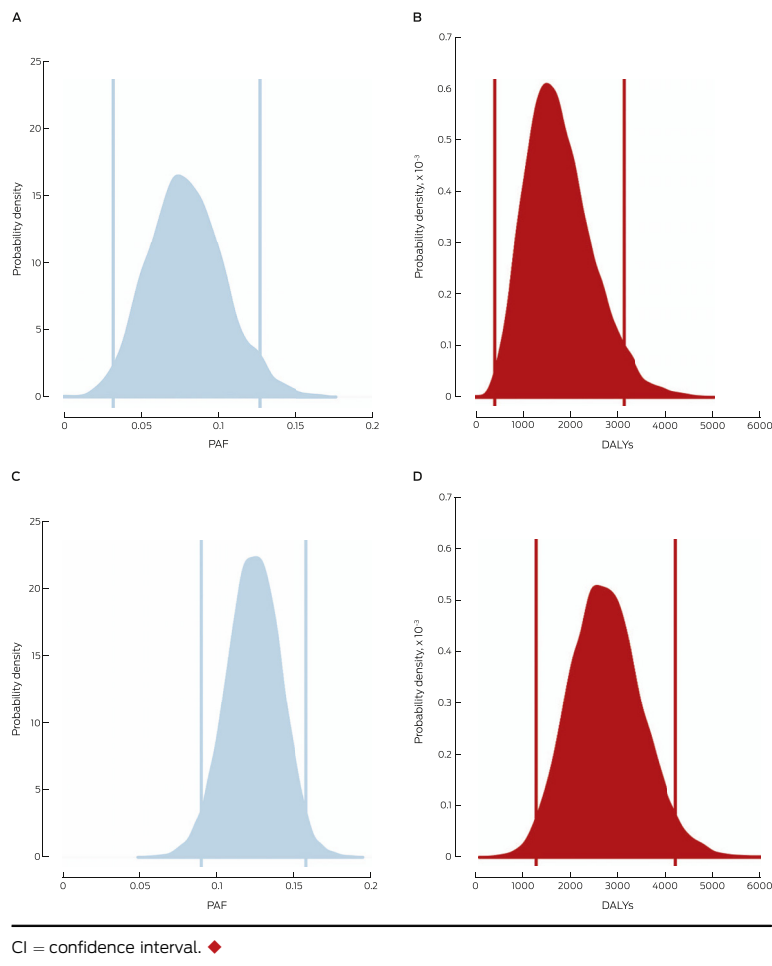 A
25
20
15
10
5
0
Probability density
0 0.05 0.1 0.15 0.2
PAF
B
0.7
0.6
0.5
0.4
0.3
0.2
0.1
0
Probability density, x 10⁻³
0 1000 2000 3000 4000 5000 6000
DALYs
C
25
20
15
10
5
0
Probability density
0 0.05 0.1 0.15 0.2
PAF
D
0.7
0.6
0.5
0.4
0.3
0.2
0.1
0
Probability density, x 10⁻³
0 1000 2000 3000 4000 5000 6000
DALYs
CI = confidence interval.